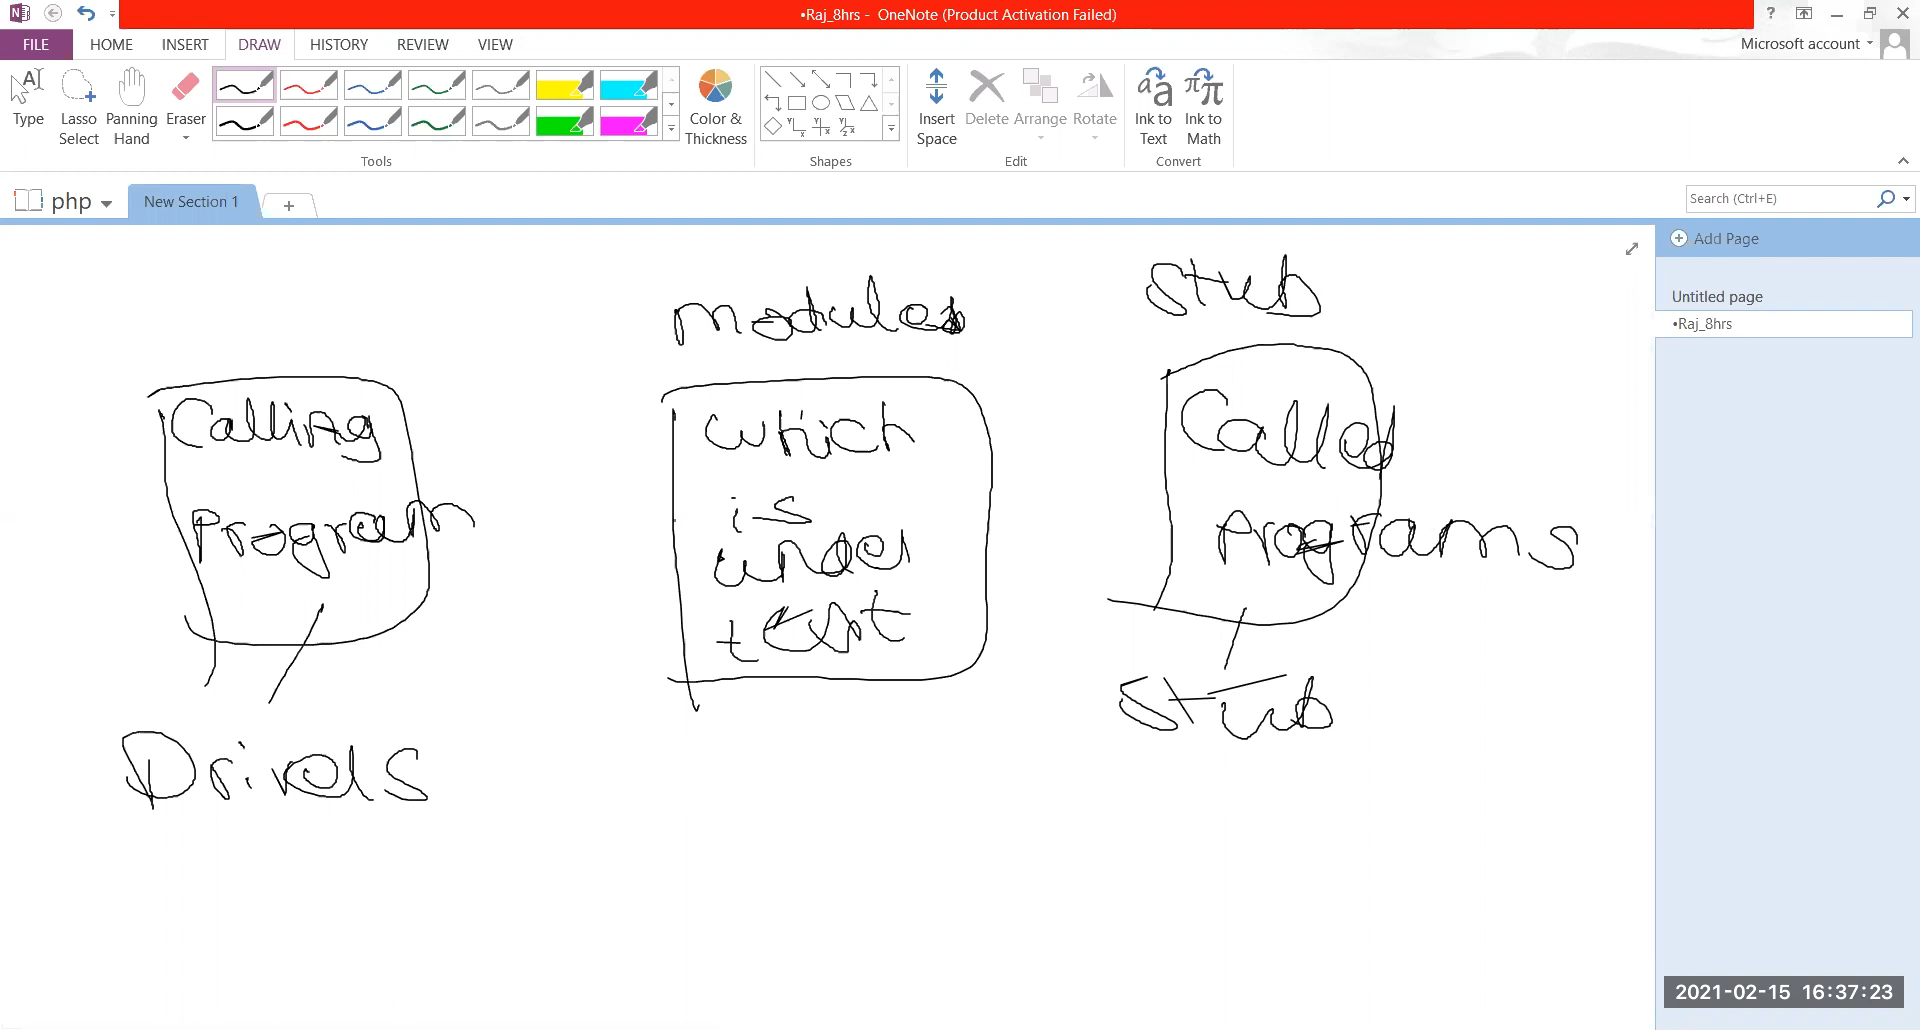 •Raj_8hrs - OneNote (Product Activation Failed)
?
FILE HOME INSERT DRAW HISTORY REVIEW VIEW
Microsoft account
Type
Lasso Select
Panning Hand
Eraser
Color & Thickness
Insert Space
Delete
Arrange
Rotate
Ink to Text
Ink to Math
Tools
Shapes
Edit
Convert
php
New Section 1
+
Search (Ctrl+E)
Add Page
Untitled page
•Raj_8hrs
Stub
Modules
Calling
Program
Drivers
which
is
under
test
Called
Programs
Stub
2021-02-15 16:37:23